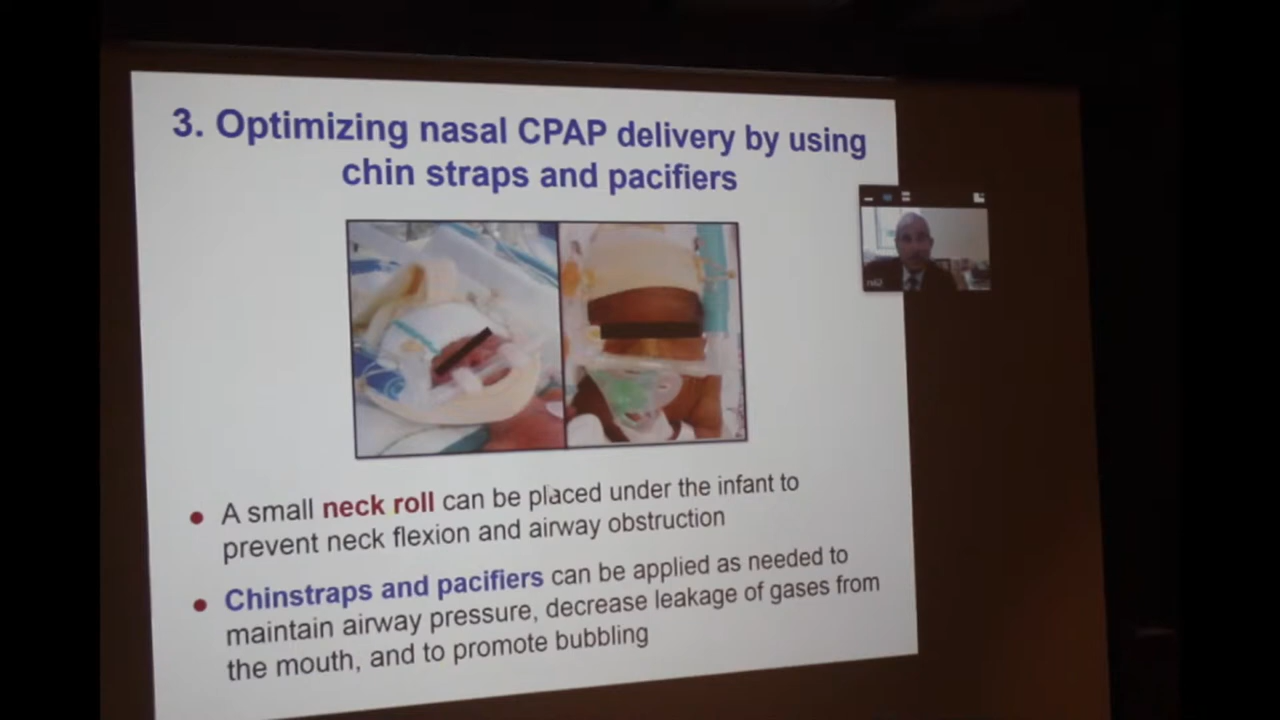 3. Optimizing nasal CPAP delivery by using
chin straps and pacifiers
• A small neck roll can be placed under the infant to
prevent neck flexion and airway obstruction
• Chinstraps and pacifiers can be applied as needed to
maintain airway pressure, decrease leakage of gases from
the mouth, and to promote bubbling